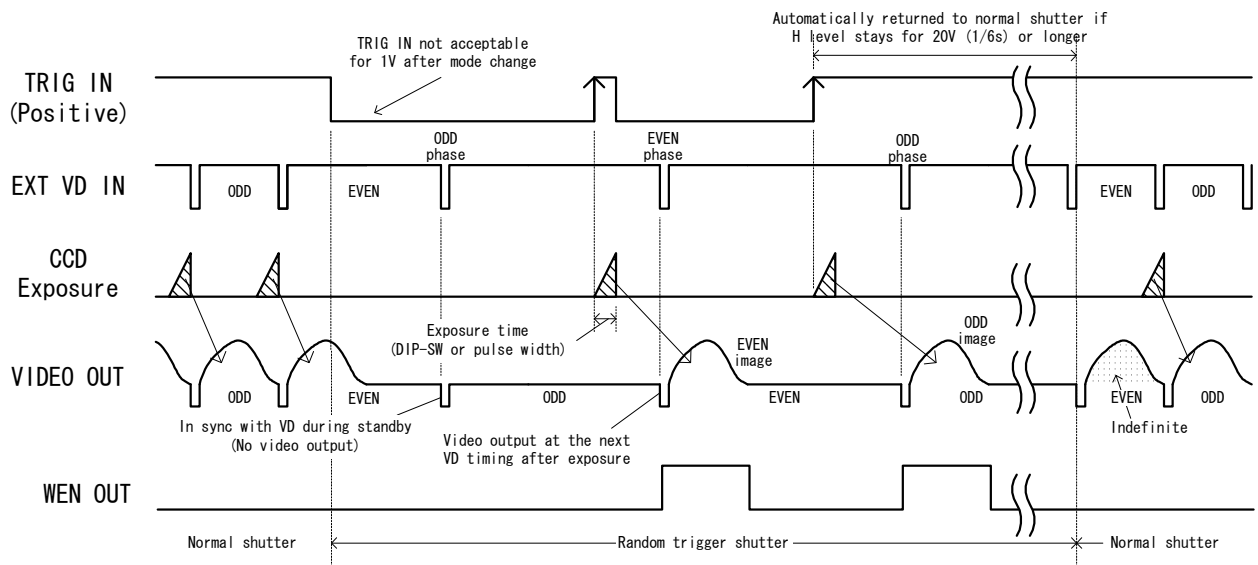 Automatically returned to normal shutter if
H level stays for 20V (1/6s) or longer
TRIG IN not acceptable
for 1V after mode change
TRIG IN
(Positive)
ODD
phase
EVEN
phase
ODD
phase
EXT VD IN
ODD
EVEN
EVEN
ODD
CCD
Exposure
Exposure time
(DIP-SW or pulse width)
EVEN
image
ODD
image
VIDEO OUT
ODD
EVEN
ODD
EVEN
ODD
EVEN
ODD
In sync with VD during standby
(No video output)
Video output at the next
VD timing after exposure
Indefinite
WEN OUT
Normal shutter
Random trigger shutter
Normal shutter